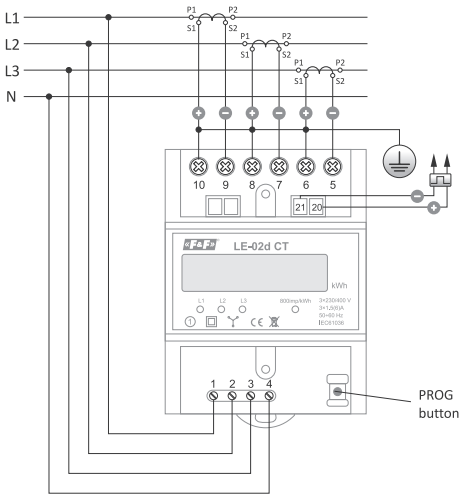 L1
P1 P2
S1 S2
L2
P1 P2
S1 S2
L3
P1 P2
S1 S2
N
+ − + − + −
10 9 8 7 6 5
21 20
−
+
F&F
LE-02d CT
kWh
L1 L2 L3 800imp/kWh
3×230/400 V
3×1,5(6)A
50–60 Hz
IEC61036
1
CE
1 2 3 4
PROG
button